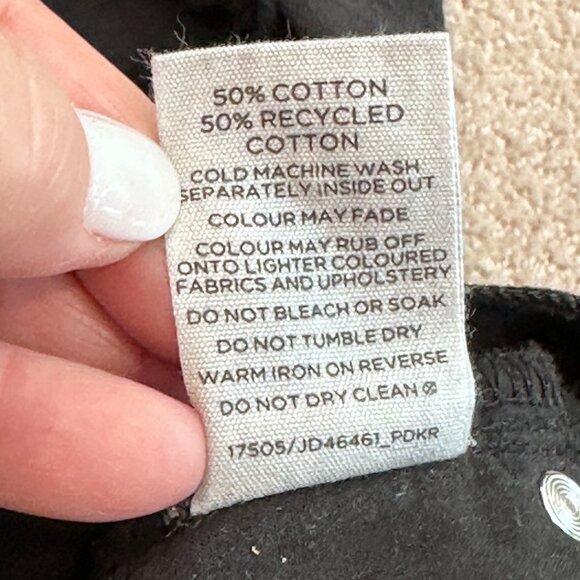 50% COTTON
50% RECYCLED
COTTON
COLD MACHINE WASH
SEPARATELY INSIDE OUT
COLOUR MAY FADE
COLOUR MAY RUB OFF
ONTO LIGHTER COLOURED
FABRICS AND UPHOLSTERY
DO NOT BLEACH OR SOAK
DO NOT TUMBLE DRY
WARM IRON ON REVERSE
DO NOT DRY CLEAN
17505/JD46461_PDKR